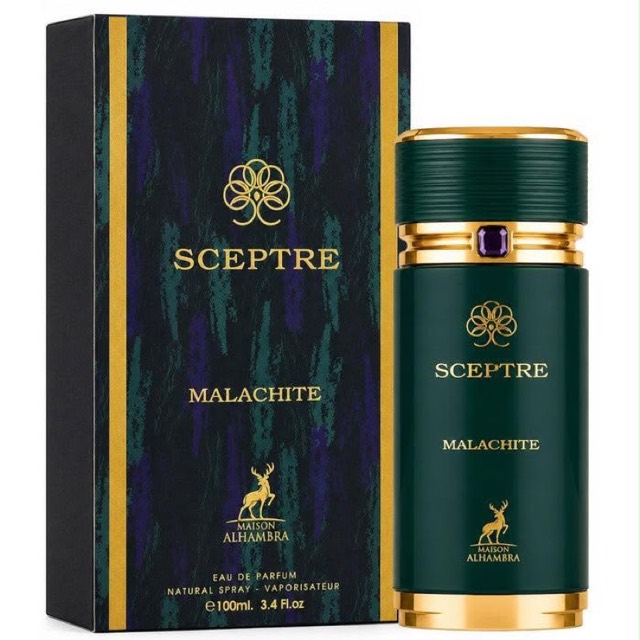 SCEPTRE
MALACHITE
MAISON
ALHAMBRA
EAU DE PARFUM
NATURAL SPRAY - VAPORISATEUR
℮100ml. 3.4 Fl.oz
SCEPTRE
MALACHITE
MAISON
ALHAMBRA